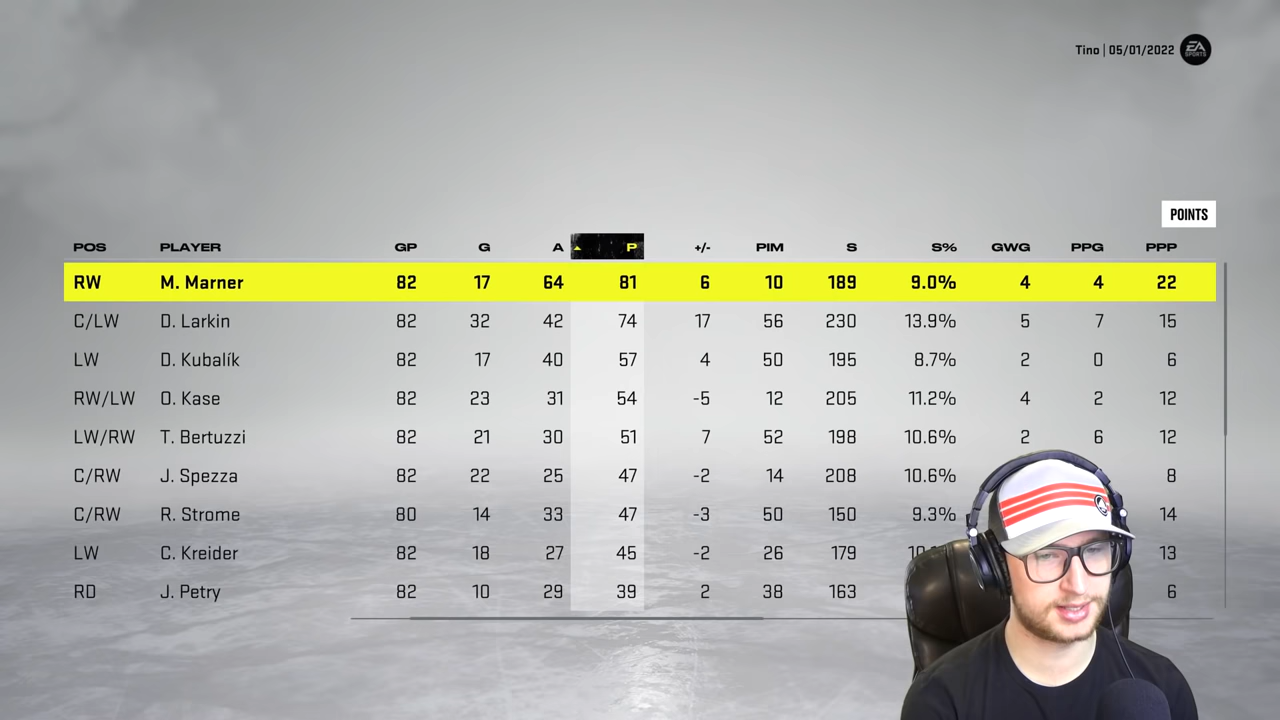 Tino | 05/01/2022 EA SPORTS
POINTS
POS PLAYER GP G A P +/- PIM S S% GWG PPG PPP
RW M. Marner 82 17 64 81 6 10 189 9.0% 4 4 22
C/LW D. Larkin 82 32 42 74 17 56 230 13.9% 5 7 15
LW D. Kubalík 82 17 40 57 4 50 195 8.7% 2 0 6
RW/LW O. Kase 82 23 31 54 -5 12 205 11.2% 4 2 12
LW/RW T. Bertuzzi 82 21 30 51 7 52 198 10.6% 2 6 12
C/RW J. Spezza 82 22 25 47 -2 14 208 10.6% 8
C/RW R. Strome 80 14 33 47 -3 50 150 9.3% 14
LW C. Kreider 82 18 27 45 -2 26 179 13
RD J. Petry 82 10 29 39 2 38 163 6